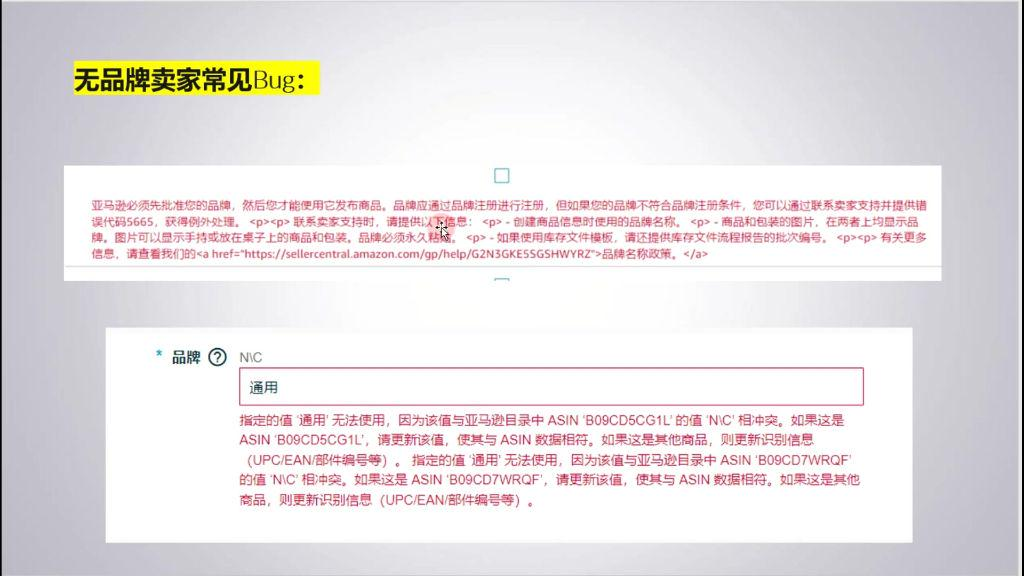 无品牌卖家常见Bug：
亚马逊必须先批准您的品牌，然后您才能使用它发布商品。品牌应通过品牌注册进行注册，但如果您的品牌不符合品牌注册条件，您可以通过联系卖家支持并提供错
误代码5665，获得例外处理。 <p><p> 联系卖家支持时，请提供以下信息： <p> - 创建商品信息时使用的品牌名称。 <p> - 商品和包装的图片，在两者上均显示品
牌。图片可以显示手持或放在桌子上的商品和包装。品牌必须永久粘贴。 <p> - 如果使用库存文件模板，请还提供库存文件流程报告的批次编号。 <p><p> 有关更多
信息，请查看我们的<a href="https://sellercentral.amazon.com/gp/help/G2N3GKE5SGSHWYRZ">品牌名称政策。</a>
* 品牌 ? N\C
通用
指定的值 '通用' 无法使用，因为该值与亚马逊目录中 ASIN 'B09CD5CG1L' 的值 'N\C' 相冲突。如果这是
ASIN 'B09CD5CG1L'，请更新该值，使其与 ASIN 数据相符。如果这是其他商品，则更新识别信息
（UPC/EAN/部件编号等）。 指定的值 '通用' 无法使用，因为该值与亚马逊目录中 ASIN 'B09CD7WRQF'
的值 'N\C' 相冲突。如果这是 ASIN 'B09CD7WRQF'，请更新该值，使其与 ASIN 数据相符。如果这是其他
商品，则更新识别信息（UPC/EAN/部件编号等）。